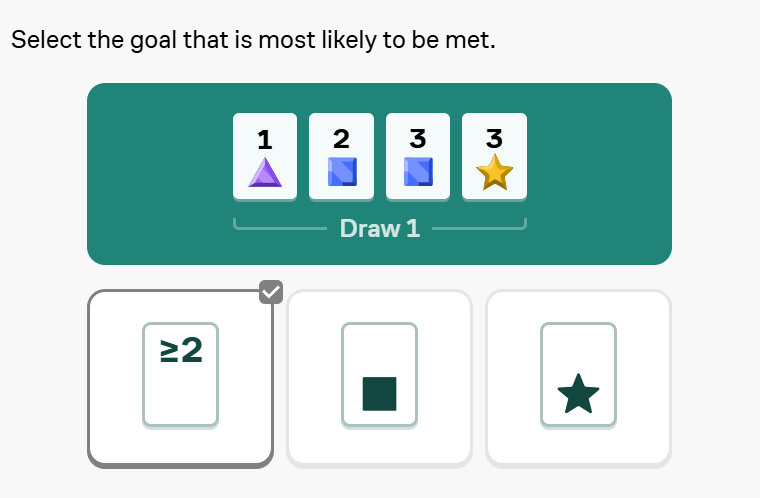 Select the goal that is most likely to be met.
1 2 3 3
Draw 1
≥2